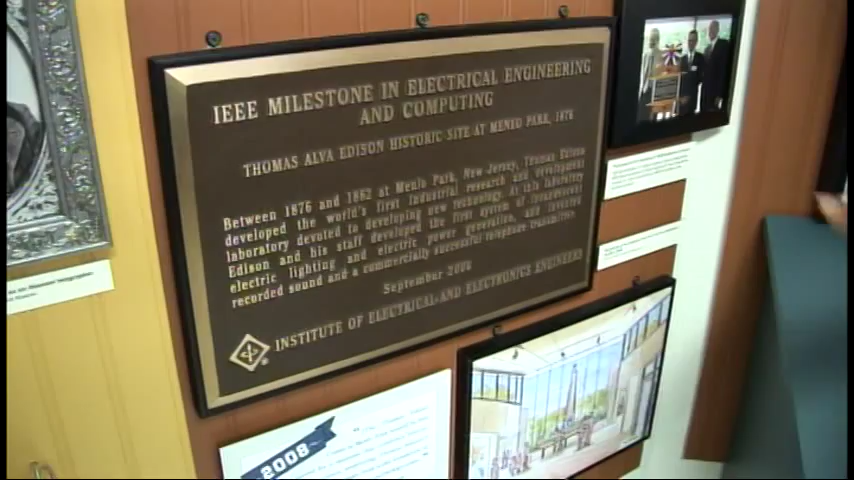 IEEE MILESTONE IN ELECTRICAL ENGINEERING
AND COMPUTING
THOMAS ALVA EDISON HISTORIC SITE AT MENLO PARK, 1876
Between 1876 and 1882 at Menlo Park, New Jersey, Thomas Edison
developed the world's first industrial research and development
laboratory devoted to developing new technology. At this laboratory
Edison and his staff developed the first system of incandescent
electric lighting and electric power generation, and invented
recorded sound and a commercially successful telephone transmitter.
September 2006
INSTITUTE OF ELECTRICAL AND ELECTRONICS ENGINEERS
2008